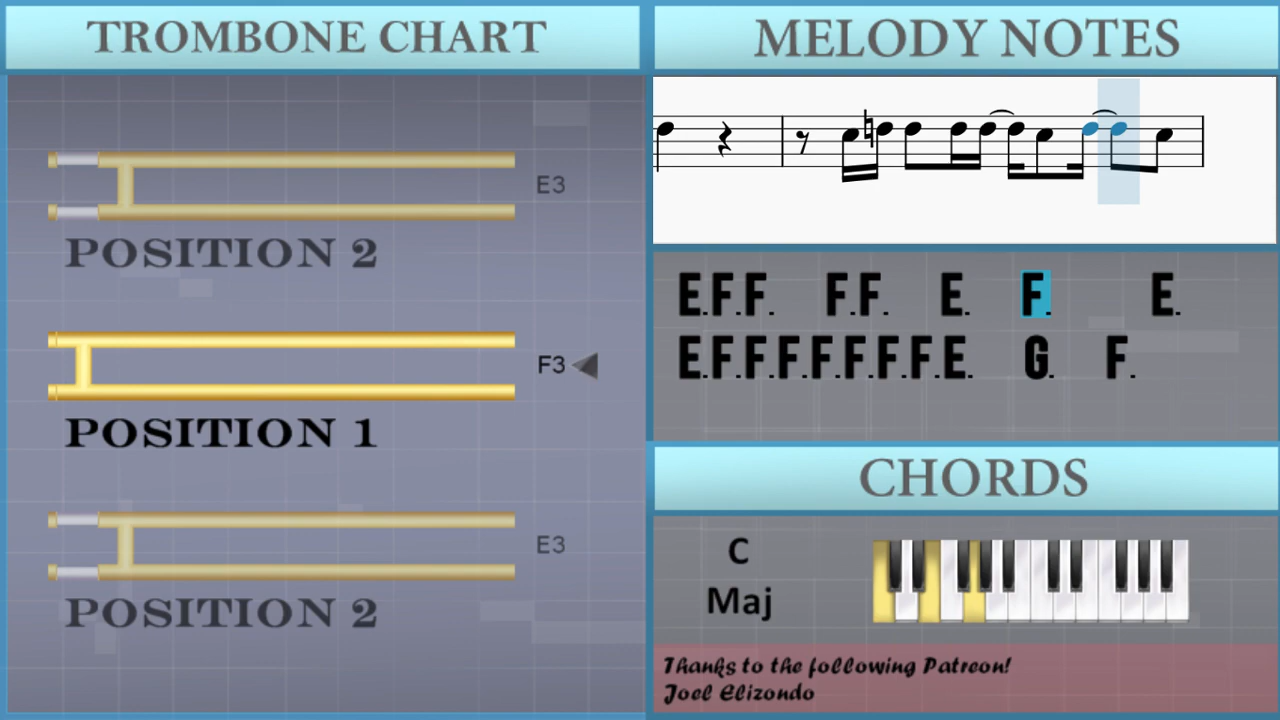 TROMBONE CHART
E3
POSITION 2
F3
POSITION 1
E3
POSITION 2
MELODY NOTES
E.F.F. F.F. E. F. E.
E.F.F.F.F.F.F.F.E. G. F.
CHORDS
C
Maj
Thanks to the following Patreon!
Joel Elizondo